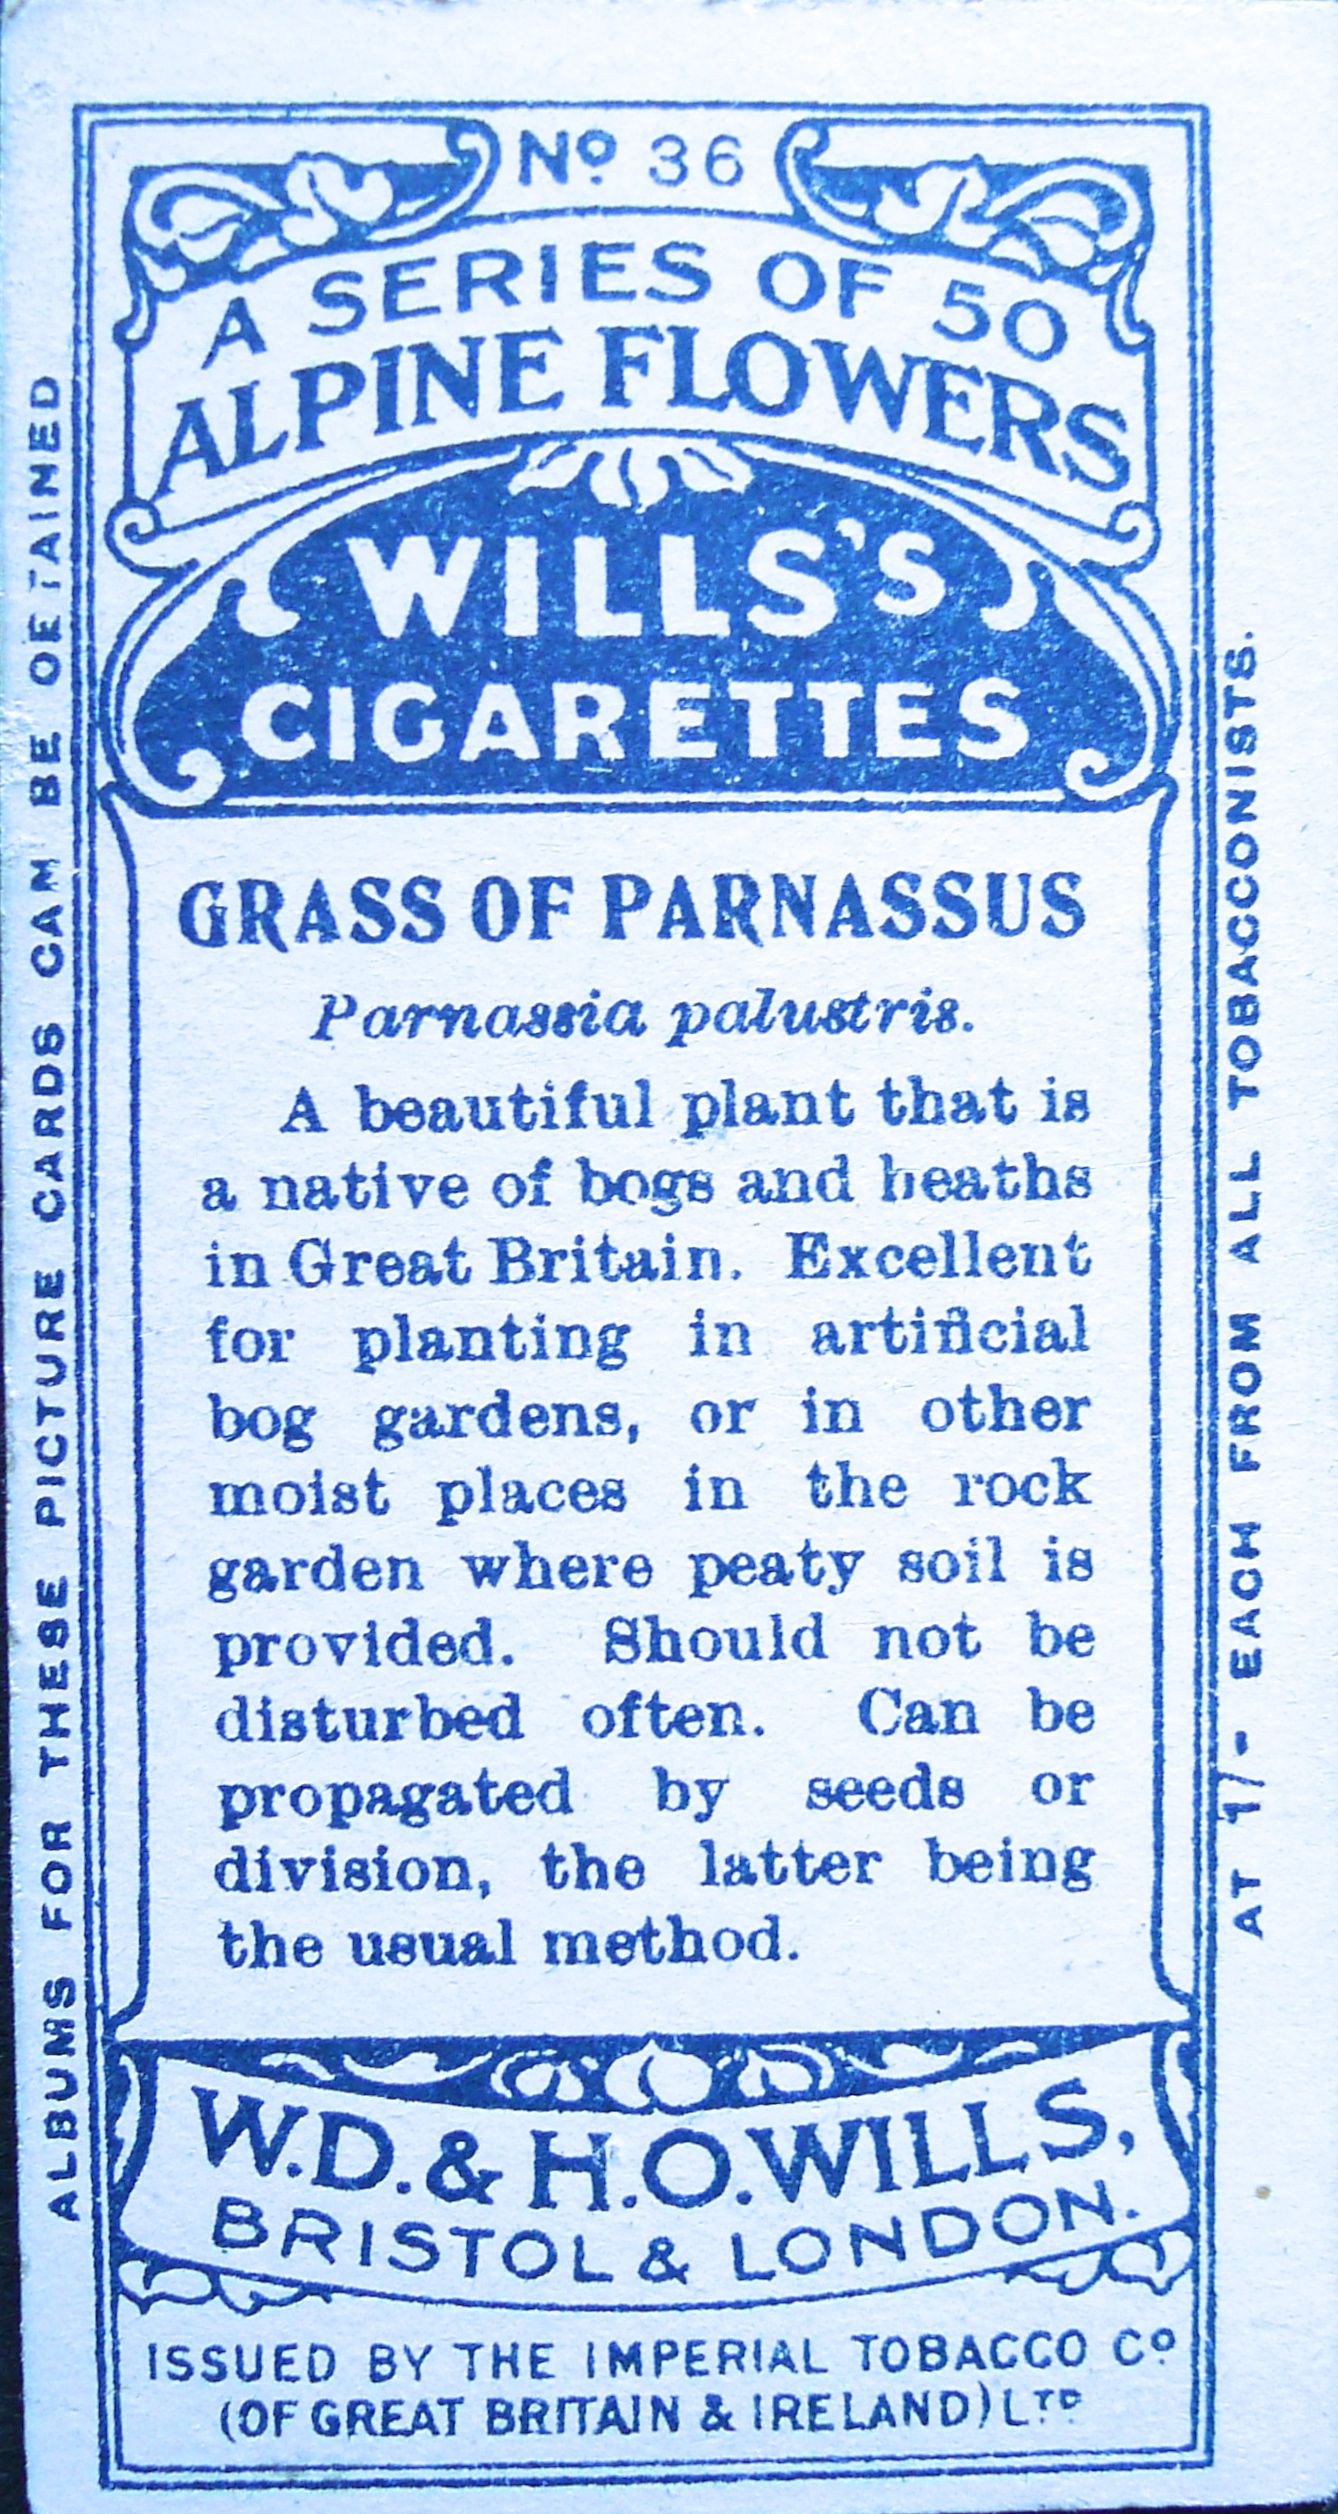 Nº 36
A SERIES OF 50
ALPINE FLOWERS
WILLS'S
CIGARETTES
GRASS OF PARNASSUS
Parnassia palustris.
A beautiful plant that is
a native of bogs and heaths
in Great Britain. Excellent
for planting in artificial
bog gardens, or in other
moist places in the rock
garden where peaty soil is
provided. Should not be
disturbed often. Can be
propagated by seeds or
division, the latter being
the usual method.
W.D. & H.O. WILLS,
BRISTOL & LONDON.
ISSUED BY THE IMPERIAL TOBACCO Cº
(OF GREAT BRITAIN & IRELAND) LTD
ALBUMS FOR THESE PICTURE CARDS CAN BE OBTAINED
AT 1/- EACH FROM ALL TOBACCONISTS.